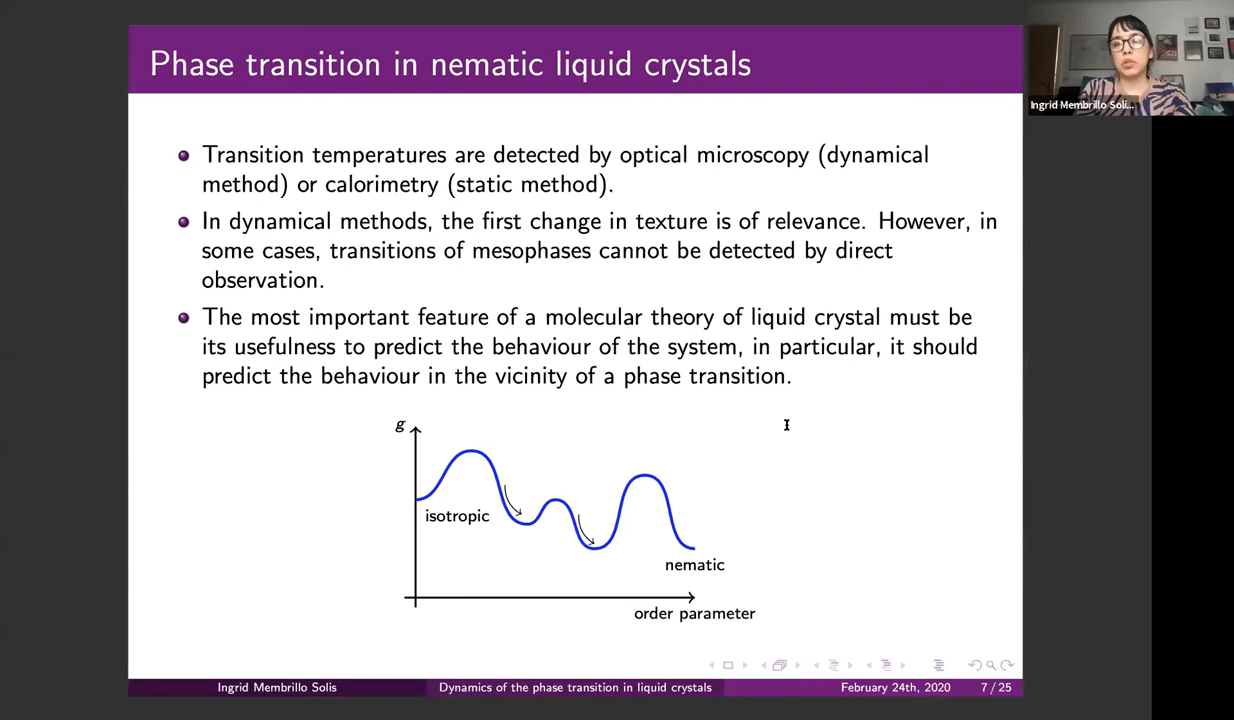 Phase transition in nematic liquid crystals
Ingrid Membrillo Soli...
Transition temperatures are detected by optical microscopy (dynamical
method) or calorimetry (static method).
In dynamical methods, the first change in texture is of relevance. However, in
some cases, transitions of mesophases cannot be detected by direct
observation.
The most important feature of a molecular theory of liquid crystal must be
its usefulness to predict the behaviour of the system, in particular, it should
predict the behaviour in the vicinity of a phase transition.
g
isotropic
nematic
order parameter
Ingrid Membrillo Solis
Dynamics of the phase transition in liquid crystals
February 24th, 2020
7 / 25